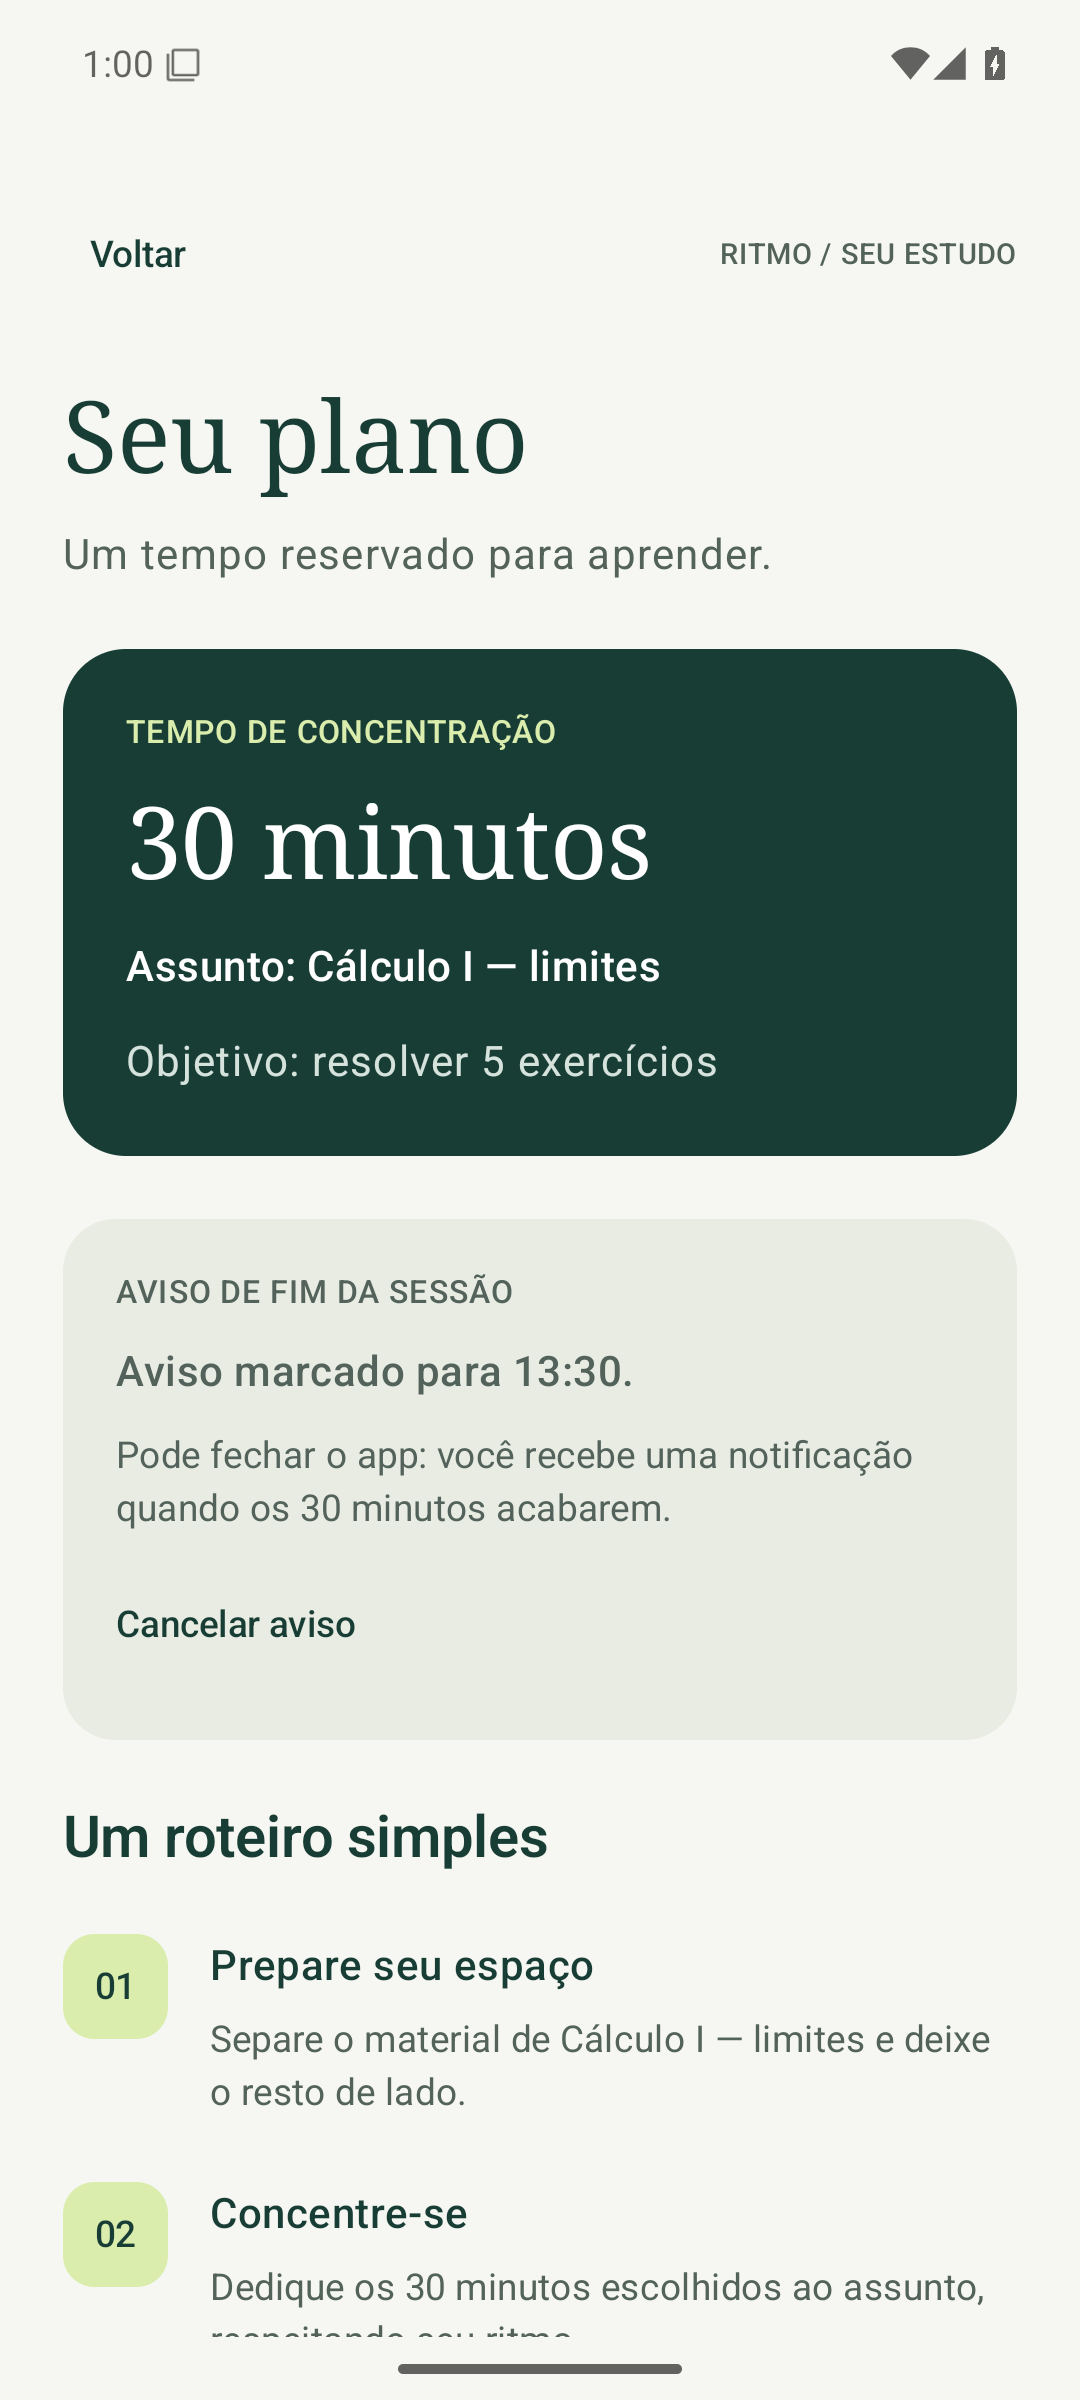 1:00
Voltar
RITMO / SEU ESTUDO
Seu plano
Um tempo reservado para aprender.
TEMPO DE CONCENTRAÇÃO
30 minutos
Assunto: Cálculo I — limites
Objetivo: resolver 5 exercícios
AVISO DE FIM DA SESSÃO
Aviso marcado para 13:30.
Pode fechar o app: você recebe uma notificação
quando os 30 minutos acabarem.
Cancelar aviso
Um roteiro simples
01
Prepare seu espaço
Separe o material de Cálculo I — limites e deixe
o resto de lado.
02
Concentre-se
Dedique os 30 minutos escolhidos ao assunto,